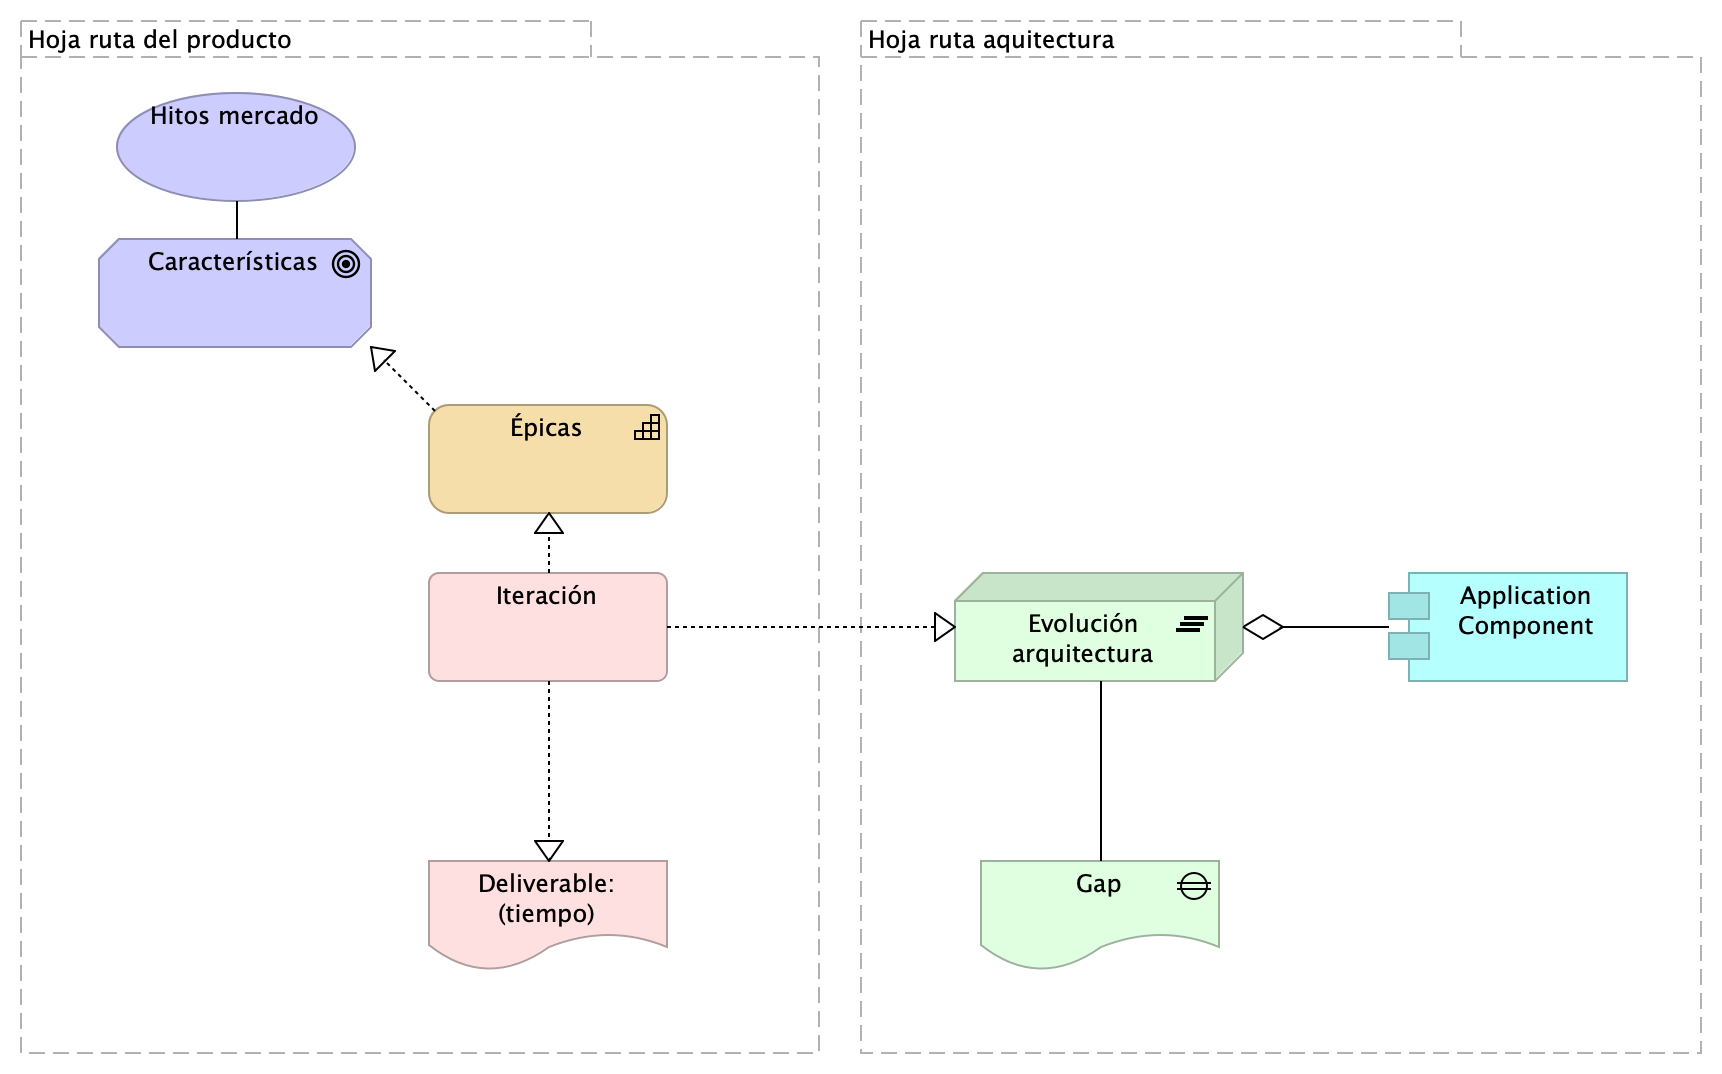 Hoja ruta del producto
Hitos mercado
Características
Épicas
Iteración
Deliverable:
(tiempo)
Hoja ruta aquitectura
Evolución
arquitectura
Application
Component
Gap